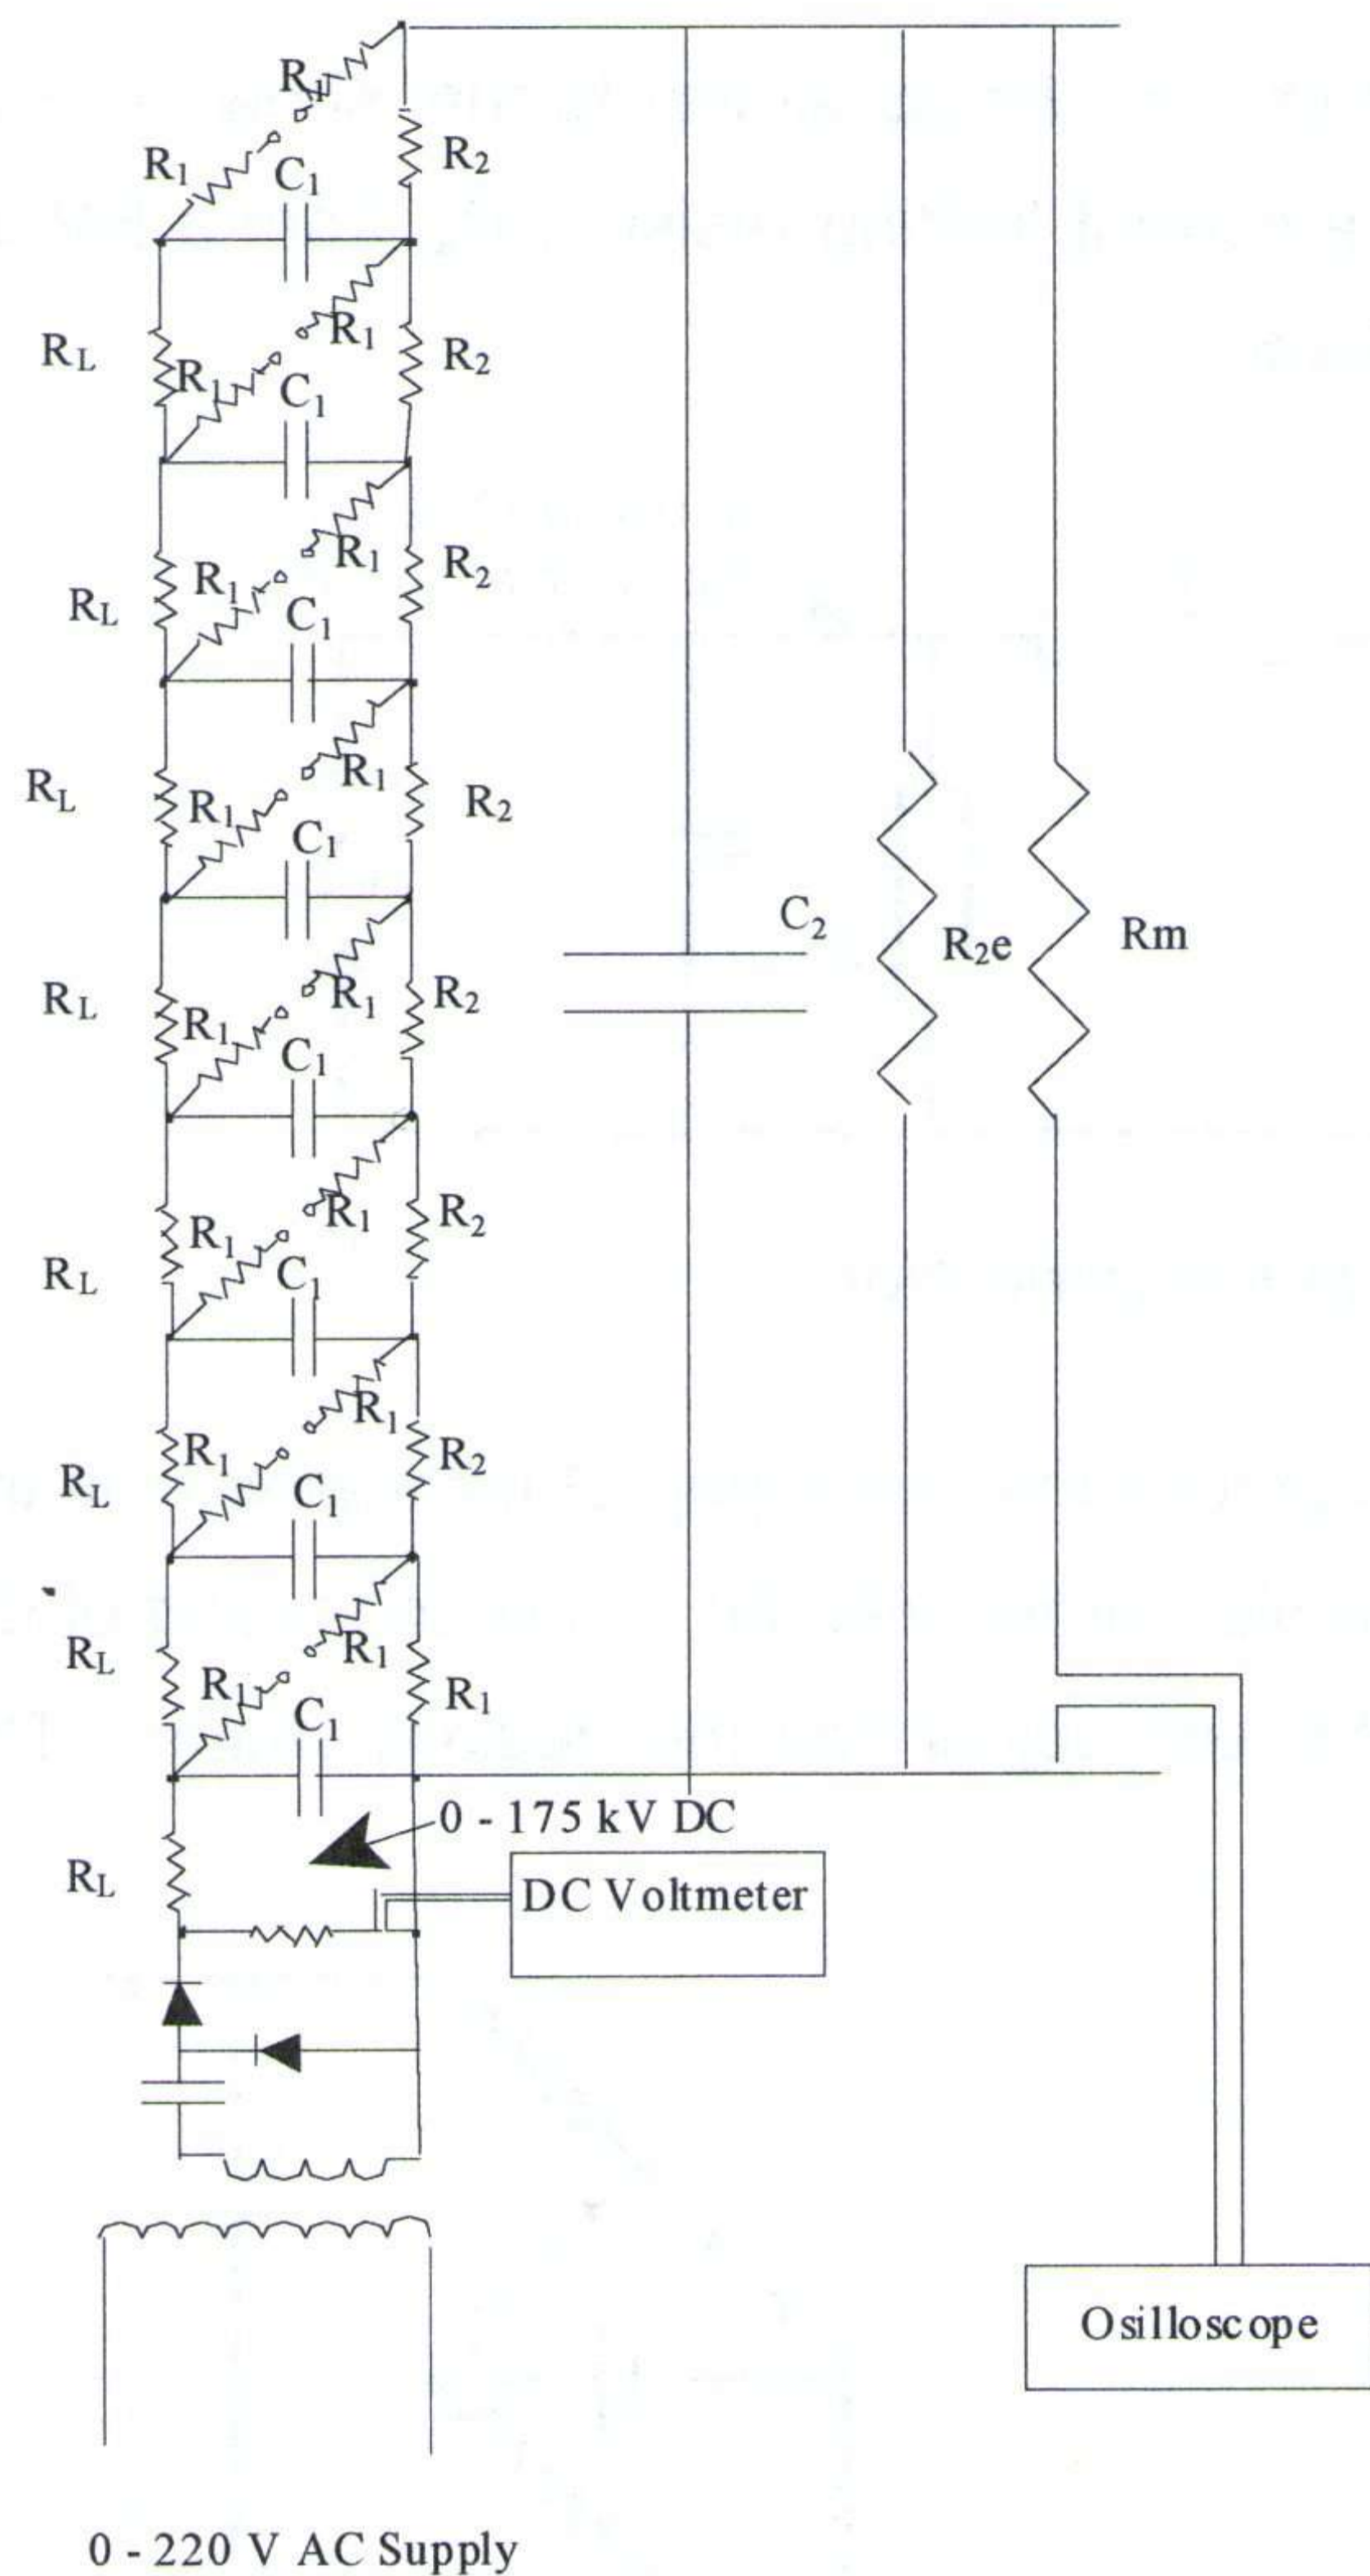 R1
R1
C1
R2
RL
R1
R1
C1
R2
RL
R1
R1
C1
R2
RL
R1
R1
C1
R2
C2
R2e
Rm
RL
R1
R1
C1
R2
RL
R1
R1
C1
R2
RL
R1
R1
C1
R2
RL
R1
R1
C1
R1
0 - 175 kV DC
RL
DC Voltmeter
Osilloscope
0 - 220 V AC Supply